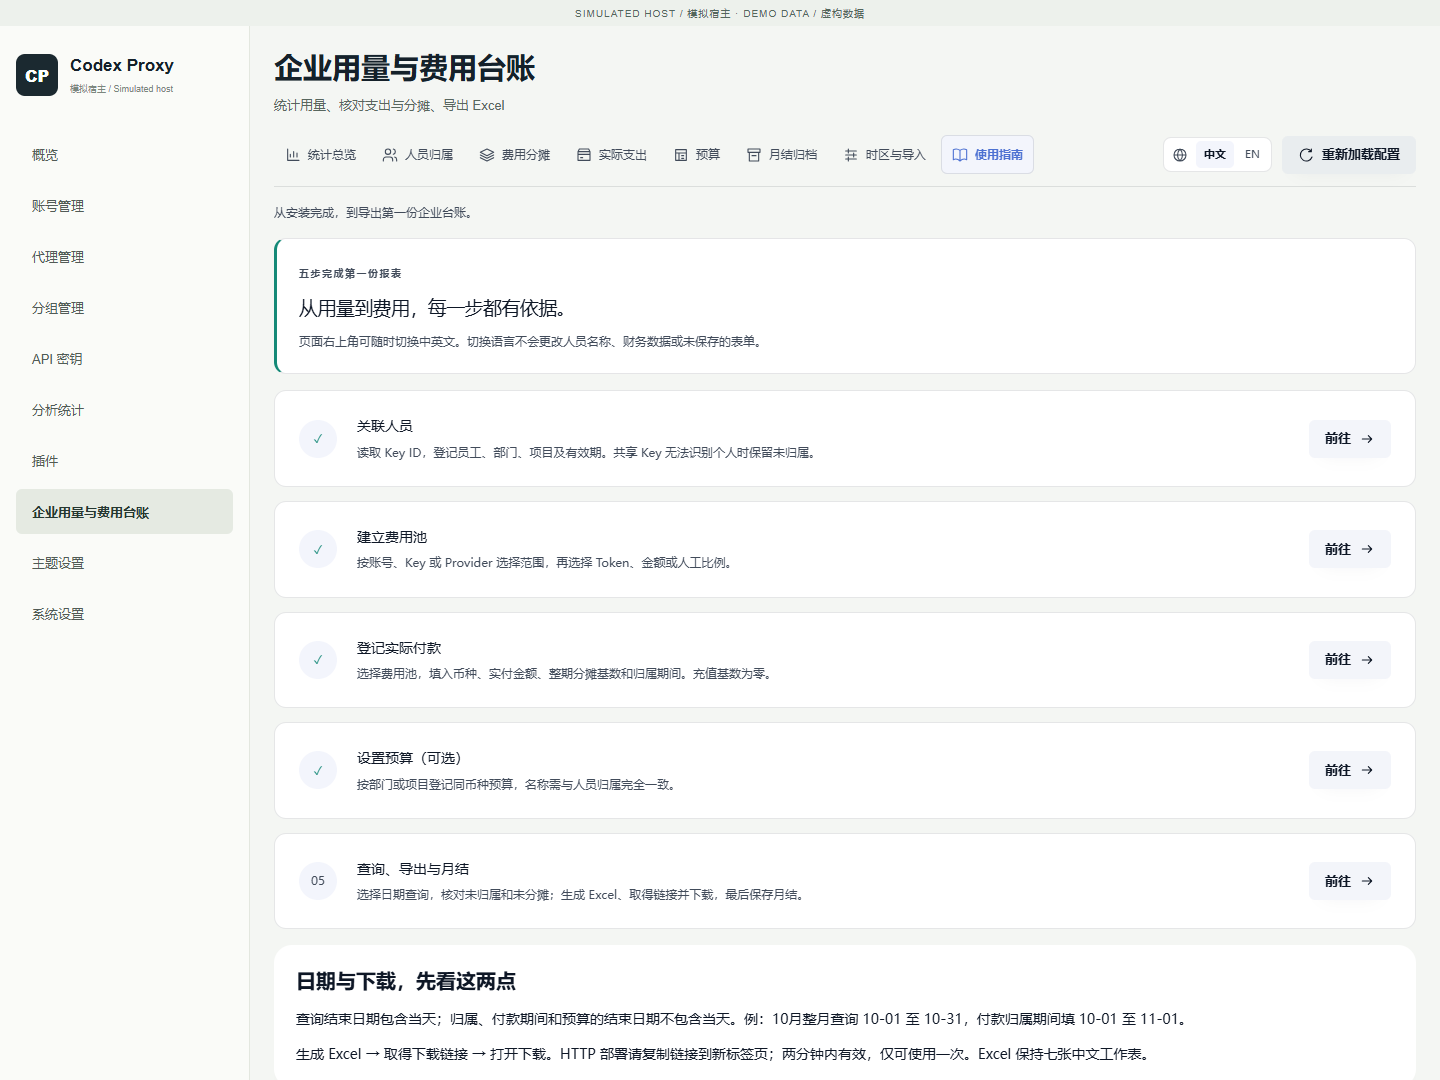 SIMULATED HOST / 模拟宿主 · DEMO DATA / 虚构数据
CP
Codex Proxy
模拟宿主 / Simulated host
概览
账号管理
代理管理
分组管理
API 密钥
分析统计
插件
企业用量与费用台账
主题设置
系统设置
企业用量与费用台账
统计用量、核对支出与分摊、导出 Excel
统计总览
人员归属
费用分摊
实际支出
预算
月结归档
时区与导入
使用指南
中文
EN
重新加载配置
从安装完成，到导出第一份企业台账。
五步完成第一份报表
从用量到费用，每一步都有依据。
页面右上角可随时切换中英文。切换语言不会更改人员名称、财务数据或未保存的表单。
关联人员
读取 Key ID，登记员工、部门、项目及有效期。共享 Key 无法识别个人时保留未归属。
前往
建立费用池
按账号、Key 或 Provider 选择范围，再选择 Token、金额或人工比例。
前往
登记实际付款
选择费用池，填入币种、实付金额、整期分摊基数和归属期间。充值基数为零。
前往
设置预算（可选）
按部门或项目登记同币种预算，名称需与人员归属完全一致。
前往
05
查询、导出与月结
选择日期查询，核对未归属和未分摊；生成 Excel、取得链接并下载，最后保存月结。
前往
日期与下载，先看这两点
查询结束日期包含当天；归属、付款期间和预算的结束日期不包含当天。例：10月整月查询 10-01 至 10-31，付款归属期间填 10-01 至 11-01。
生成 Excel → 取得下载链接 → 打开下载。HTTP 部署请复制链接到新标签页；两分钟内有效，仅可使用一次。Excel 保持七张中文工作表。